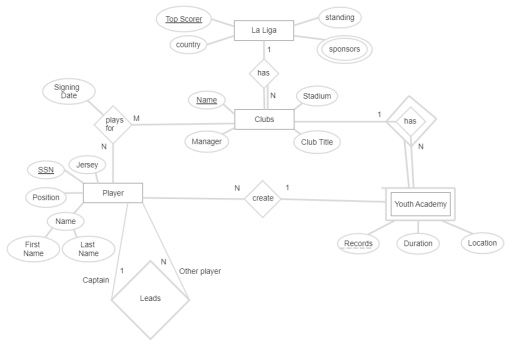 Top Scorer
La Liga
standing
country
sponsors
1
has
N
Signing
Date
Name
Stadium
plays
for
M
Clubs
1
has
Manager
Club Title
N
N
SSN
Jersey
Position
Player
N
create
1
Youth Academy
Name
First
Name
Last
Name
Records
Duration
Location
Captain
1
N
Other player
Leads